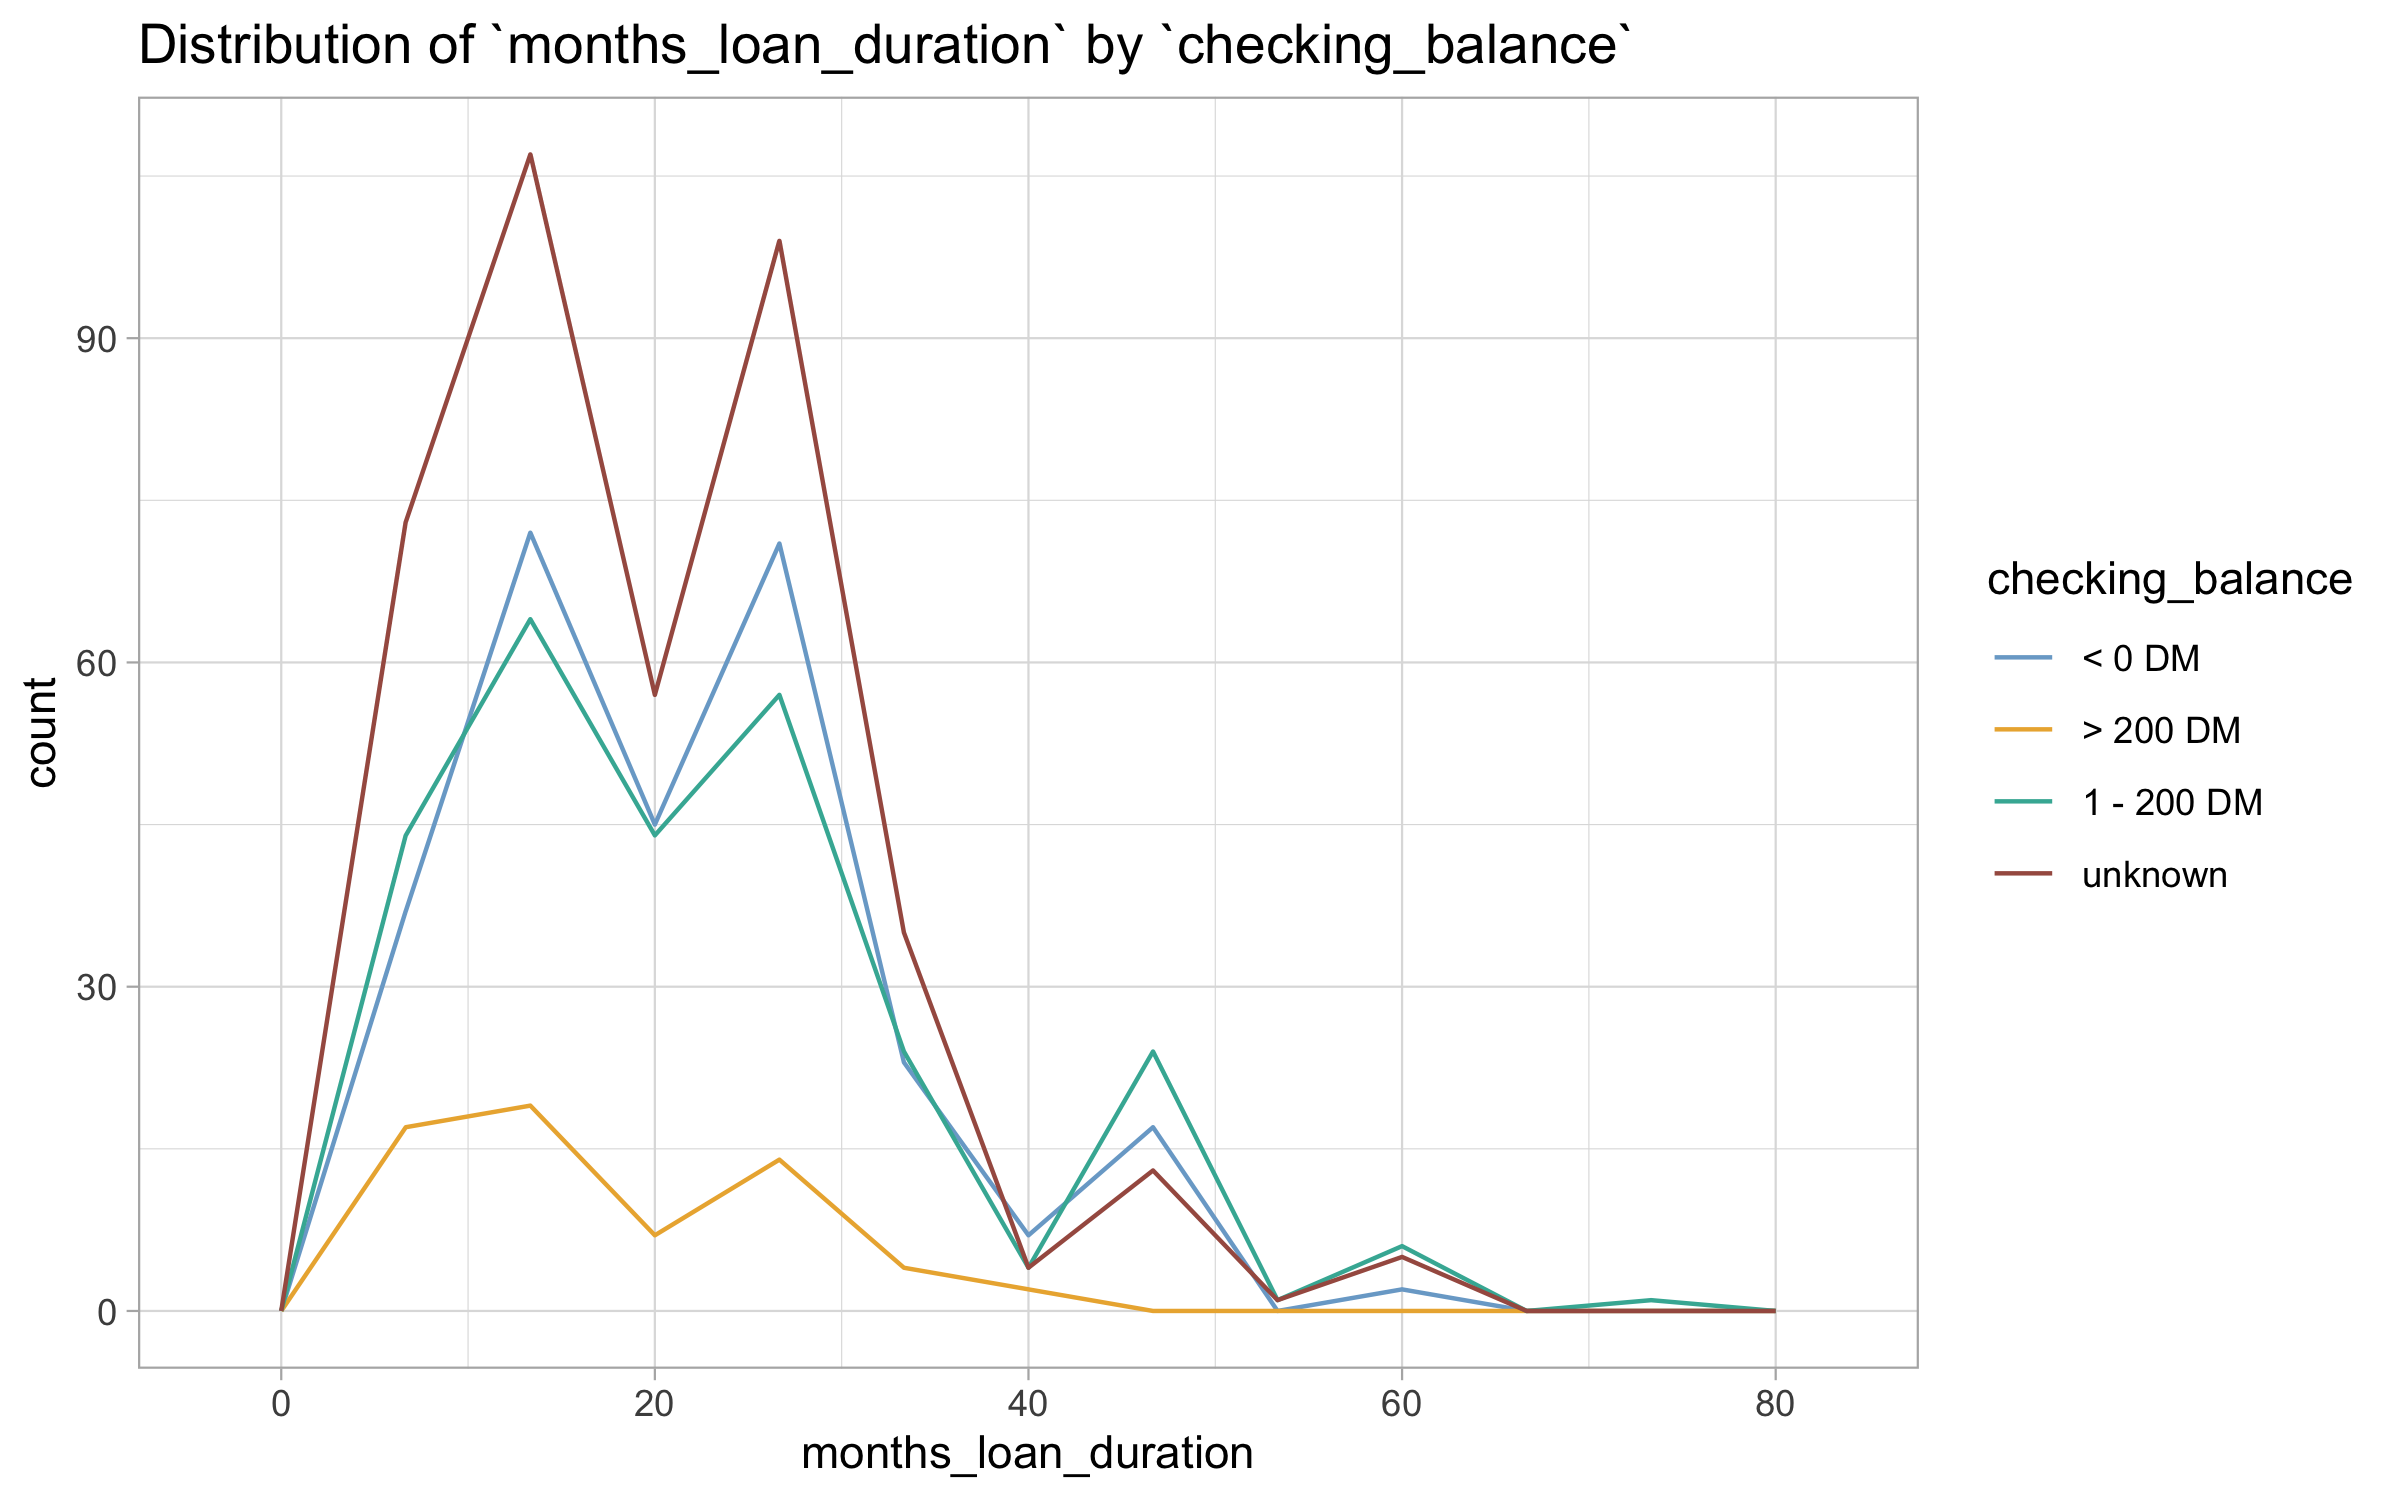 Distribution of `months_loan_duration` by `checking_balance`
90
60
30
0
count
0 20 40 60 80
months_loan_duration
checking_balance
< 0 DM
> 200 DM
1 - 200 DM
unknown